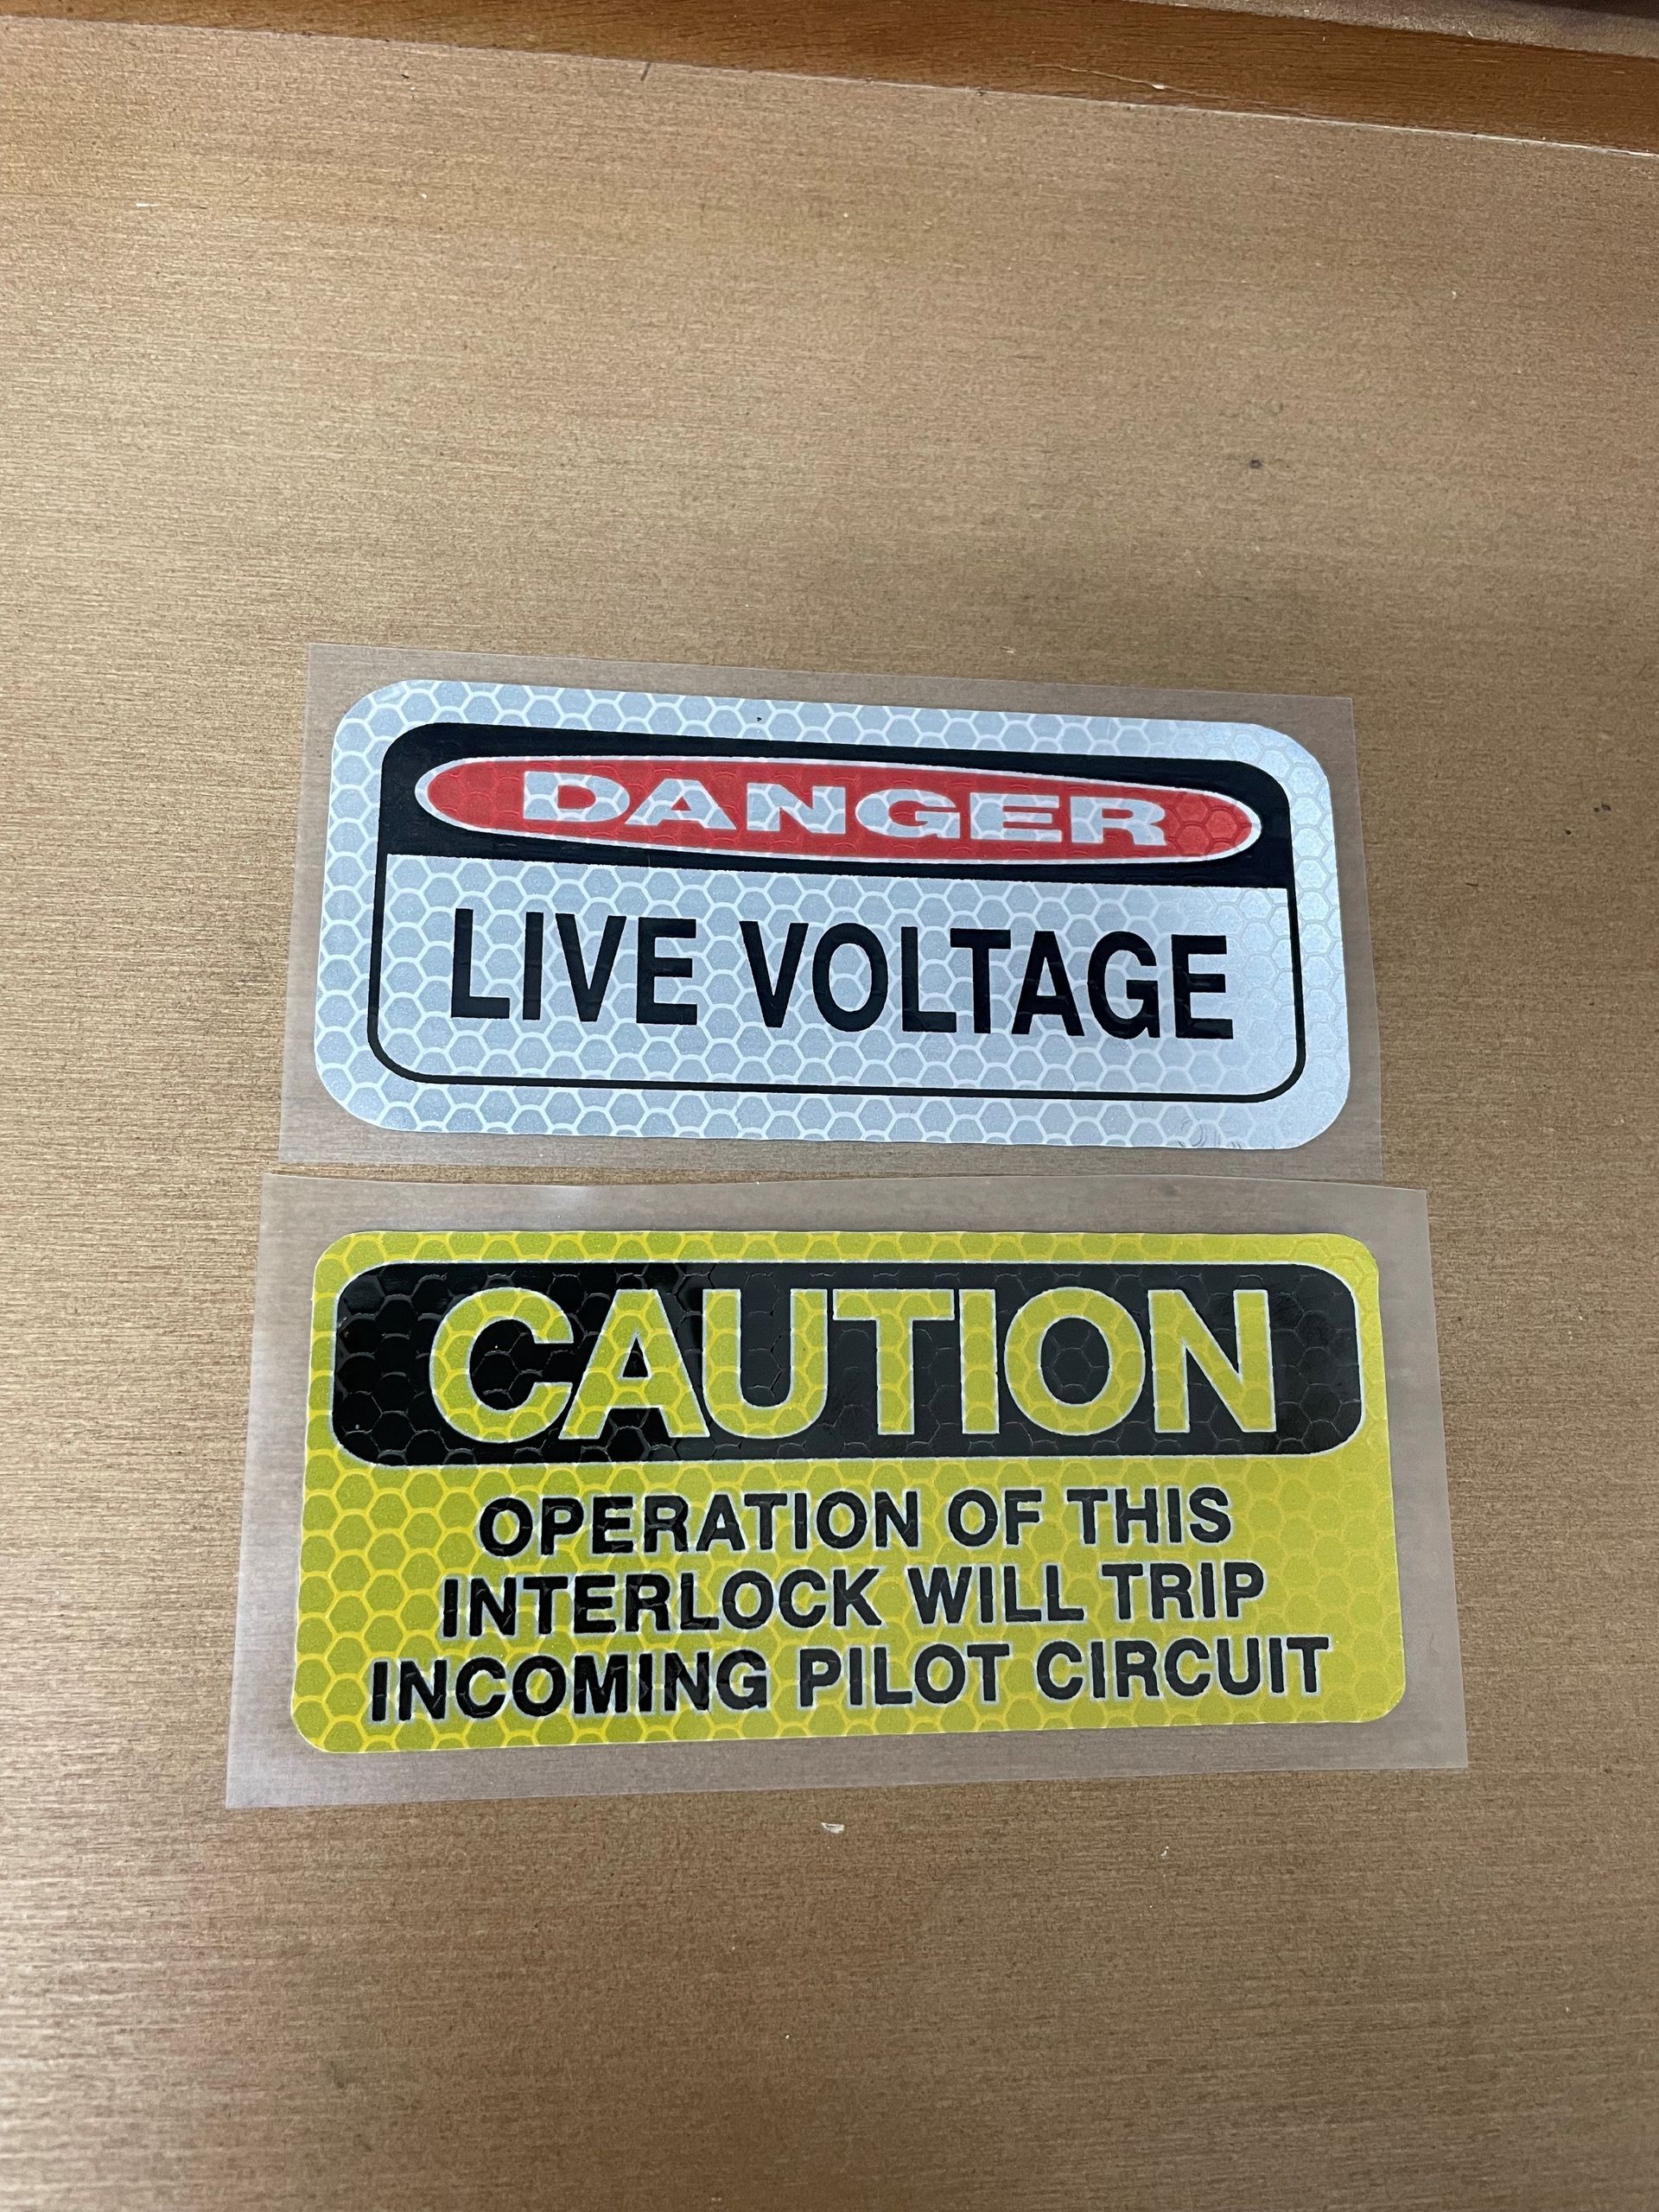 DANGER
LIVE VOLTAGE
CAUTION
OPERATION OF THIS
INTERLOCK WILL TRIP
INCOMING PILOT CIRCUIT